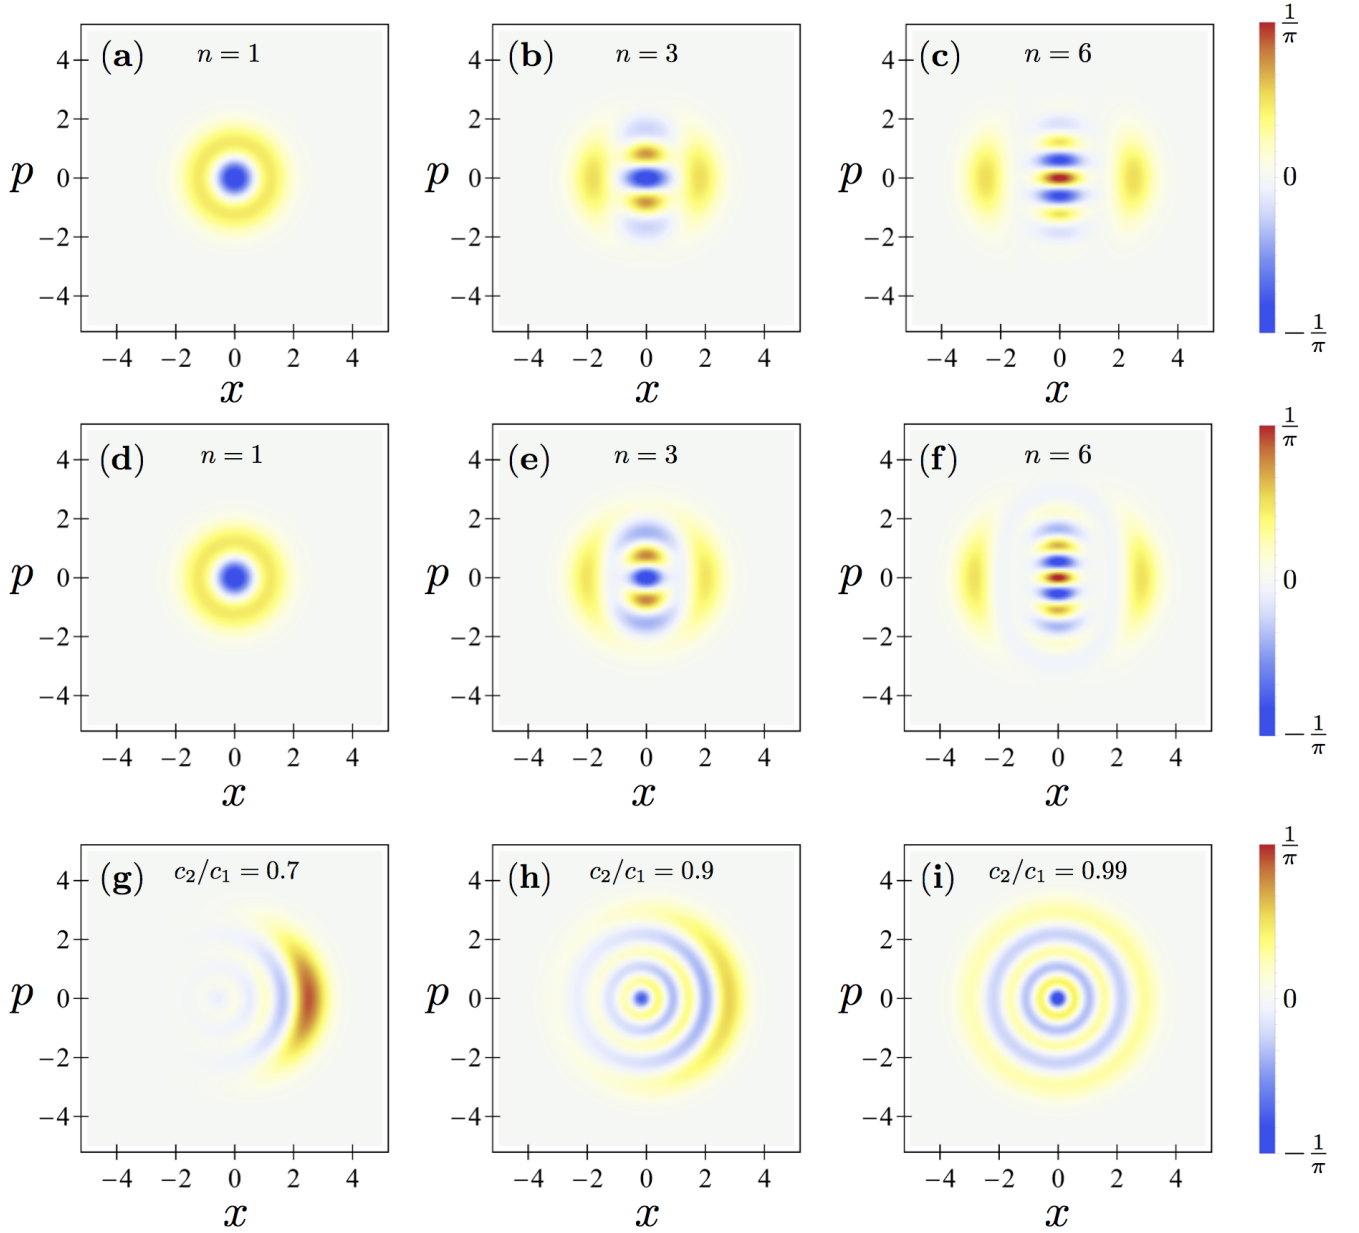 (a) n = 1
(b) n = 3
(c) n = 6
4 2 0 −2 −4
p
−4 −2 0 2 4
x
4 2 0 −2 −4
p
−4 −2 0 2 4
x
4 2 0 −2 −4
p
−4 −2 0 2 4
x
1/π
0
−1/π
(d) n = 1
(e) n = 3
(f) n = 6
4 2 0 −2 −4
p
−4 −2 0 2 4
x
4 2 0 −2 −4
p
−4 −2 0 2 4
x
4 2 0 −2 −4
p
−4 −2 0 2 4
x
1/π
0
−1/π
(g) c₂/c₁ = 0.7
(h) c₂/c₁ = 0.9
(i) c₂/c₁ = 0.99
4 2 0 −2 −4
p
−4 −2 0 2 4
x
4 2 0 −2 −4
p
−4 −2 0 2 4
x
4 2 0 −2 −4
p
−4 −2 0 2 4
x
1/π
0
−1/π